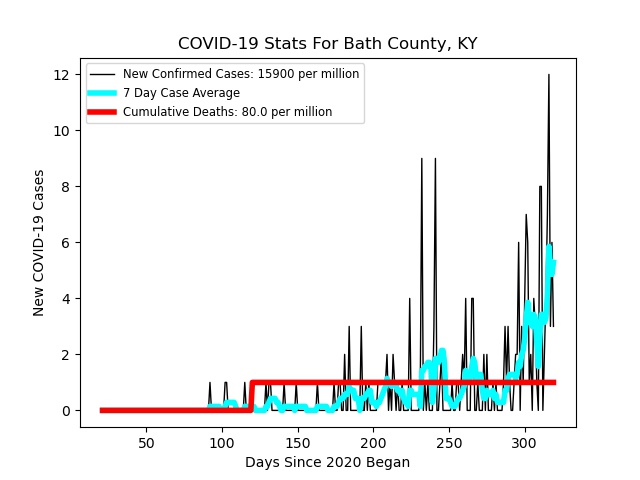 COVID-19 Stats For Bath County, KY
New Confirmed Cases: 15900 per million
7 Day Case Average
Cumulative Deaths: 80.0 per million
12
10
8
6
4
2
0
New COVID-19 Cases
50 100 150 200 250 300
Days Since 2020 Began